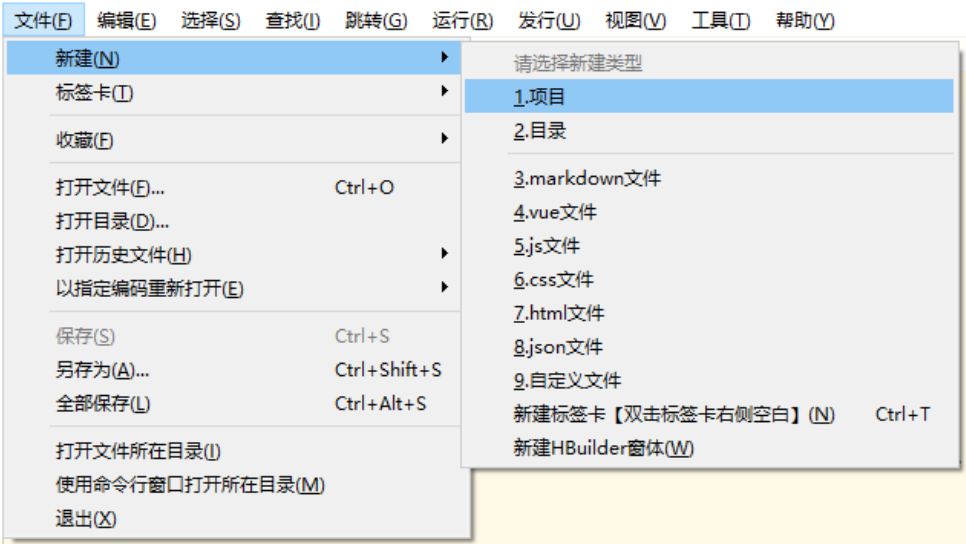 文件(F) 编辑(E) 选择(S) 查找(I) 跳转(G) 运行(R) 发行(U) 视图(V) 工具(T) 帮助(Y)
新建(N)
标签卡(T)
收藏(F)
打开文件(F)... Ctrl+O
打开目录(D)...
打开历史文件(H)
以指定编码重新打开(E)
保存(S) Ctrl+S
另存为(A)... Ctrl+Shift+S
全部保存(L) Ctrl+Alt+S
打开文件所在目录(I)
使用命令行窗口打开所在目录(M)
退出(X)
请选择新建类型
1.项目
2.目录
3.markdown文件
4.vue文件
5.js文件
6.css文件
7.html文件
8.json文件
9.自定义文件
新建标签卡【双击标签卡右侧空白】(N) Ctrl+T
新建HBuilder窗体(W)